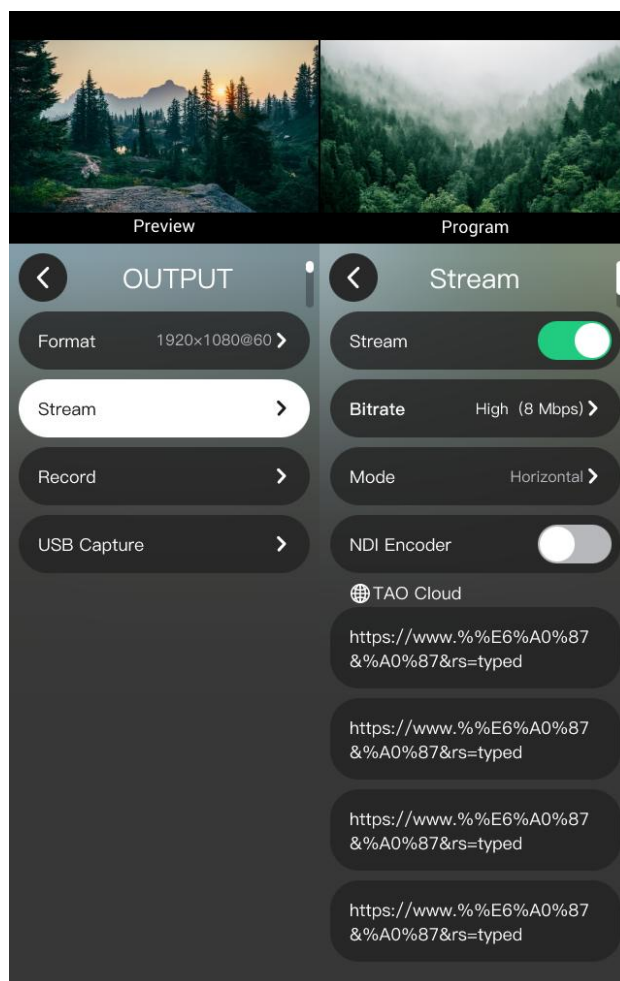 Preview
Program
OUTPUT
Format 1920×1080@60
Stream
Record
USB Capture
Stream
Stream
Bitrate High (8 Mbps)
Mode Horizontal
NDI Encoder
TAO Cloud
https://www.%%E6%A0%87
&%A0%87&rs=typed
https://www.%%E6%A0%87
&%A0%87&rs=typed
https://www.%%E6%A0%87
&%A0%87&rs=typed
https://www.%%E6%A0%87
&%A0%87&rs=typed